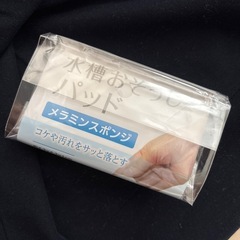 水槽おそうじ
パッド
メラミンスポンジ
コケや汚れをサッと落とす